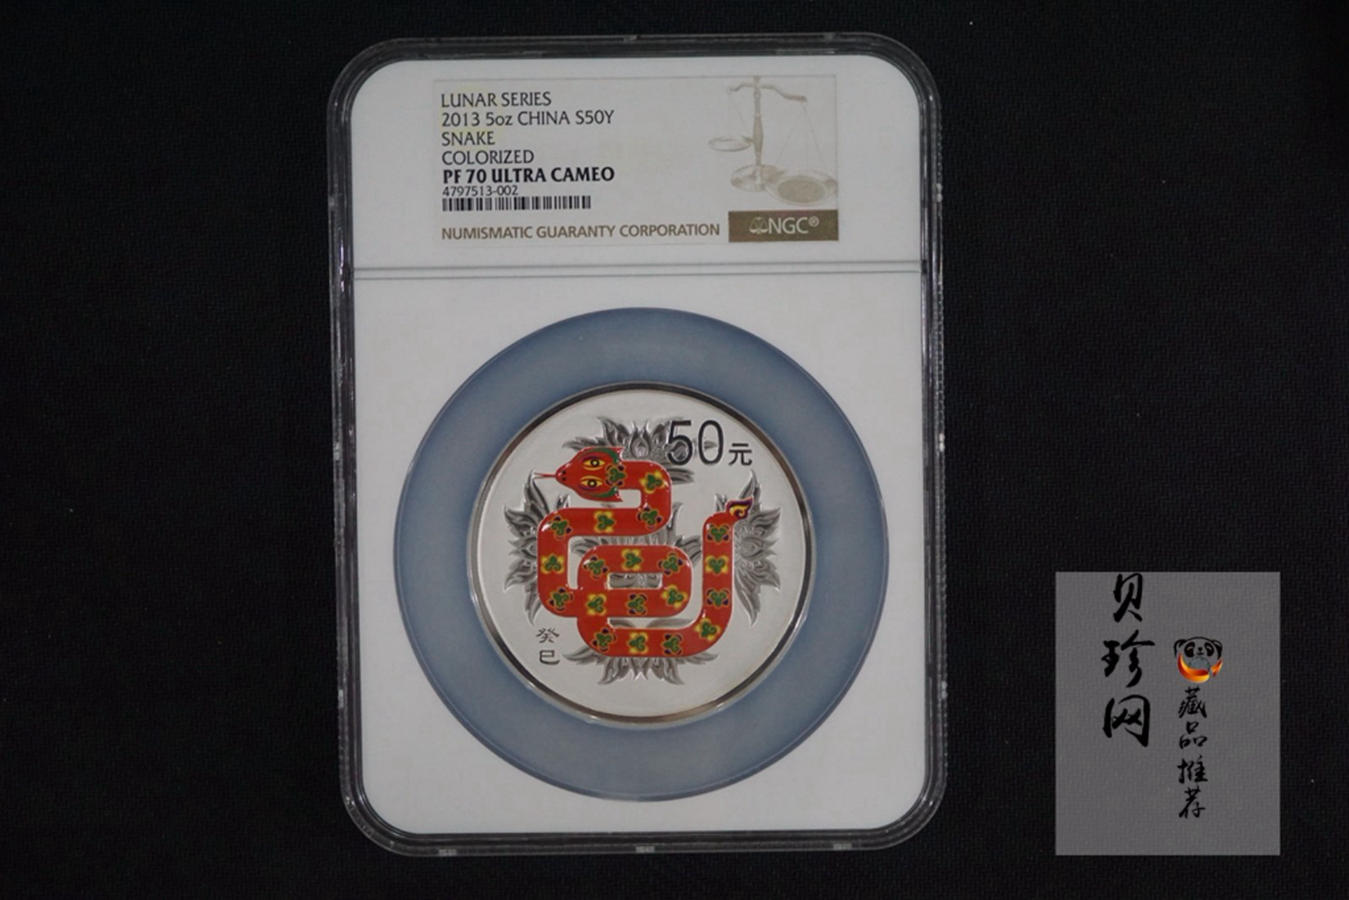 LUNAR SERIES
2013 5oz CHINA S50Y
SNAKE
COLORIZED
PF 70 ULTRA CAMEO
4797513-002
NUMISMATIC GUARANTY CORPORATION
NGC®
50元
癸巳
贝珍网
藏品推荐